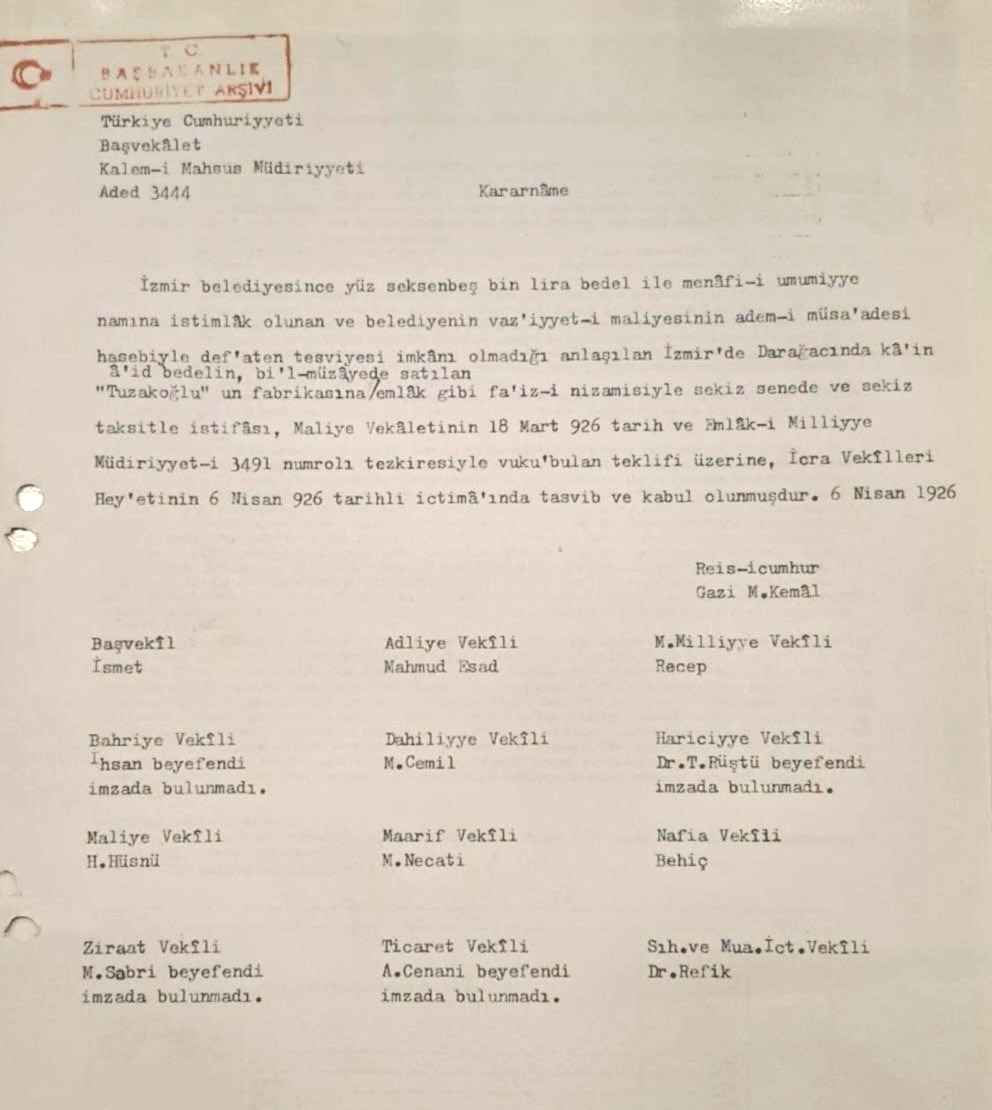 T C
BAŞBAKANLIK
CUMHURİYET ARŞİVİ
Türkiye Cumhuriyyeti
Başvekâlet
Kalem-i Mahsus Müdiriyyeti
Aded 3444
Kararnâme
İzmir belediyesince yüz seksenbeş bin lira bedel ile menâfi-i umumiyye
namına istimlâk olunan ve belediyenin vaz'iyyet-i maliyesinin adem-i müsa'adesi
hasebiyle def'aten tesviyesi imkânı olmadığı anlaşılan İzmir'de Darağacında kâ'in
â'id bedelin, bi'l-müzâyede satılan
"Tuzakoğlu" un fabrikasına/emlâk gibi fa'iz-i nizamisiyle sekiz senede ve sekiz
taksitle istifâsı, Maliye Vekâletinin 18 Mart 926 tarih ve Emlâk-i Milliyye
Müdiriyyet-i 3491 numrolı tezkiresiyle vuku'bulan teklifi üzerine, İcra Vekîlleri
Hey'etinin 6 Nisan 926 tarihli ictimâ'ında tasvib ve kabul olunmuşdur. 6 Nisan 1926
Reis-icumhur
Gazi M.Kemâl
Başvekîl
İsmet
Adliye Vekîli
Mahmud Esad
M.Milliyye Vekîli
Recep
Bahriye Vekîli
İhsan beyefendi
imzada bulunmadı.
Dahiliyye Vekîli
M.Cemil
Hariciyye Vekîli
Dr.T.Rüştü beyefendi
imzada bulunmadı.
Maliye Vekîli
H.Hüsnü
Maarif Vekîli
M.Necati
Nafia Vekîli
Behiç
Ziraat Vekîli
M.Sabri beyefendi
imzada bulunmadı.
Ticaret Vekîli
A.Cenani beyefendi
imzada bulunmadı.
Sıh.ve Mua.İct.Vekîli
Dr.Refik